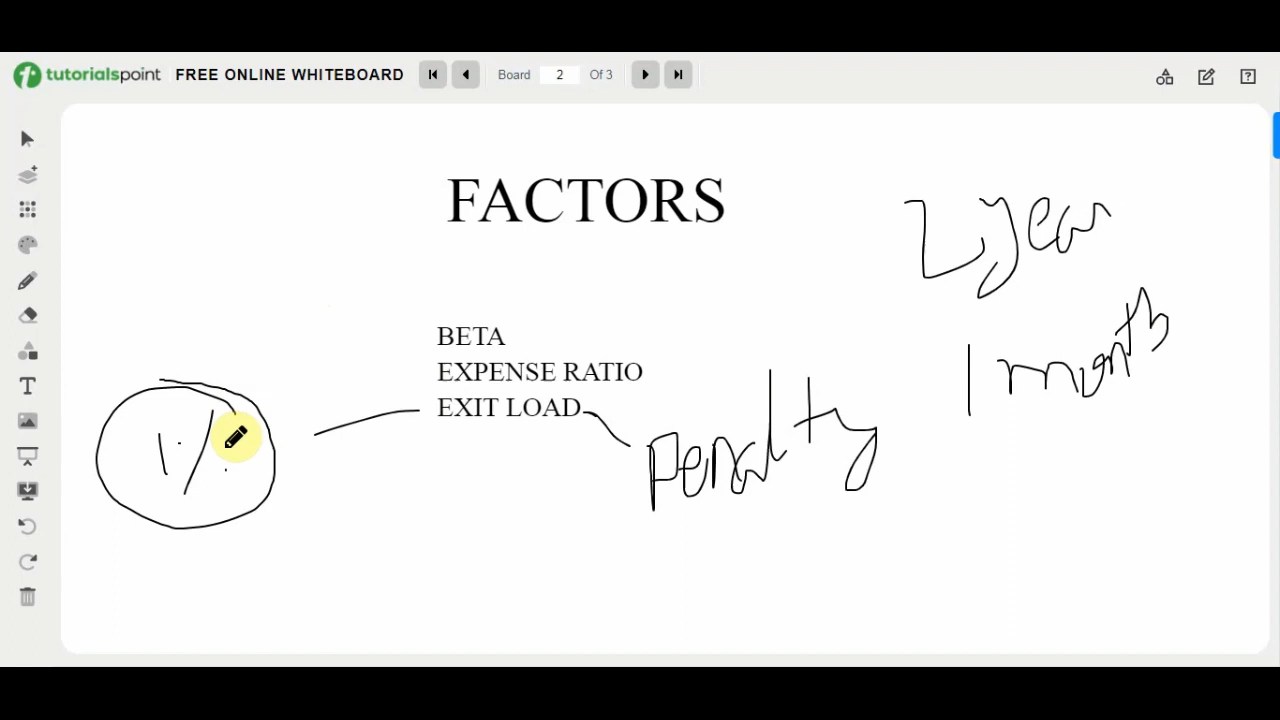 tutorialspoint FREE ONLINE WHITEBOARD Board 2 Of 3
FACTORS
year
1 month
BETA
EXPENSE RATIO
EXIT LOAD
1%
Penalty
T